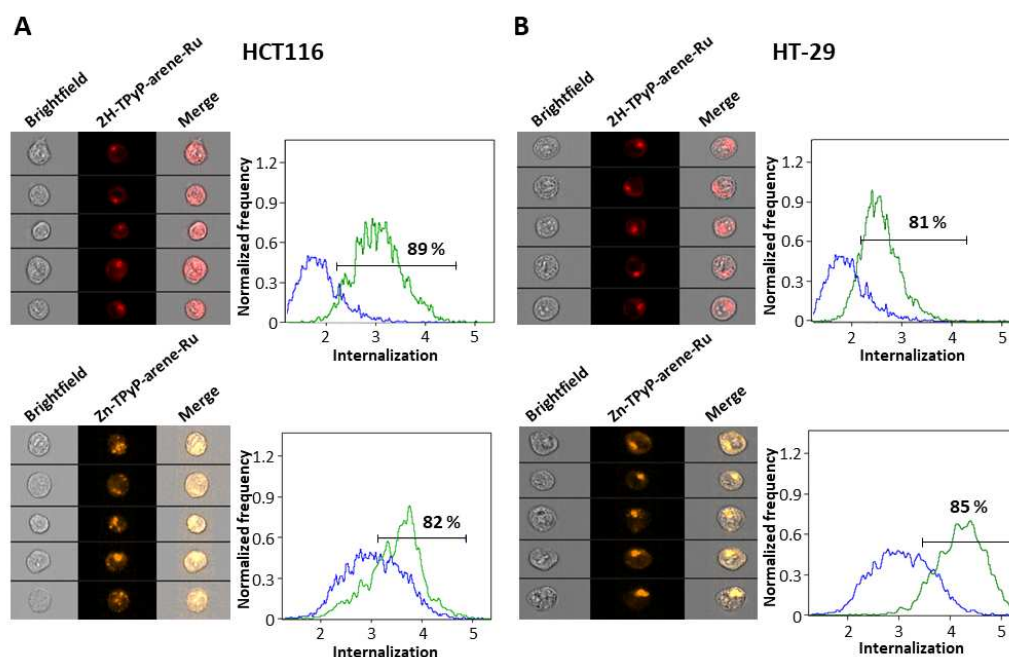 A
HCT116
Brightfield
2H-TPyP-arene-Ru
Merge
Normalized frequency
1.2
0.9
0.6
0.3
0
89 %
2 3 4 5
Internalization
Brightfield
Zn-TPyP-arene-Ru
Merge
Normalized frequency
1.2
0.9
0.6
0.3
0
82 %
2 3 4 5
Internalization
B
HT-29
Brightfield
2H-TPyP-arene-Ru
Merge
Normalized frequency
1.2
0.9
0.6
0.3
0
81 %
2 3 4 5
Internalization
Brightfield
Zn-TPyP-arene-Ru
Merge
Normalized frequency
1.2
0.9
0.6
0.3
0
85 %
2 3 4 5
Internalization